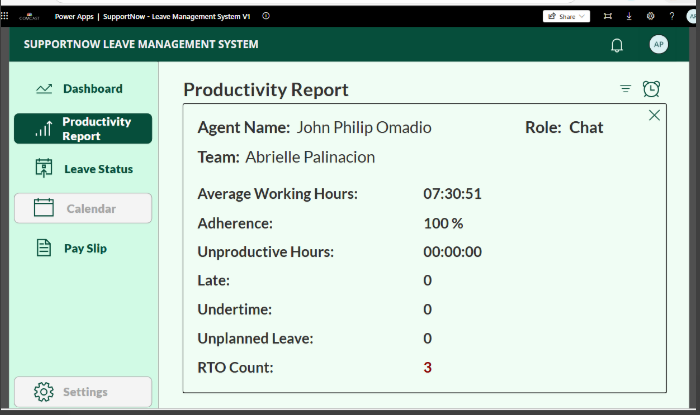 COMCAST Power Apps | SupportNow - Leave Management System V1 Share ?
SUPPORTNOW LEAVE MANAGEMENT SYSTEM AP
Dashboard
Productivity
Report
Leave Status
Calendar
Pay Slip
Settings
Productivity Report
Agent Name: John Philip Omadio Role: Chat
Team: Abrielle Palinacion
Average Working Hours: 07:30:51
Adherence: 100 %
Unproductive Hours: 00:00:00
Late: 0
Undertime: 0
Unplanned Leave: 0
RTO Count: 3